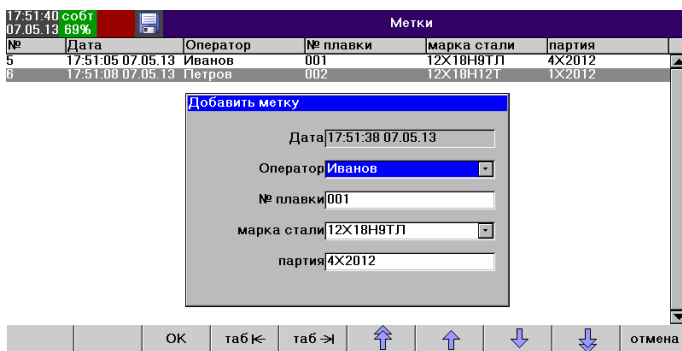 17:51:40 собт
07.05.13 69%
Метки
№ Дата Оператор № плавки марка стали партия
5 17:51:05 07.05.13 Иванов 001 12Х18Н9ТЛ 4Х2012
6 17:51:08 07.05.13 Петров 002 12Х18Н12Т 1Х2012
Добавить метку
Дата 17:51:38 07.05.13
Оператор Иванов
№ плавки 001
марка стали 12Х18Н9ТЛ
партия 4Х2012
OK таб таб отмена